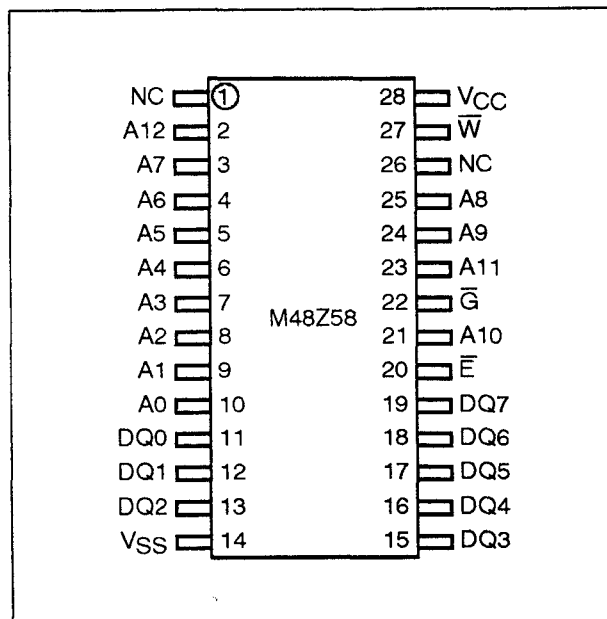 NC 1 28 VCC
A12 2 27 W̅
A7 3 26 NC
A6 4 25 A8
A5 5 24 A9
A4 6 23 A11
A3 7 22 G̅
M48Z58
A2 8 21 A10
A1 9 20 E̅
A0 10 19 DQ7
DQ0 11 18 DQ6
DQ1 12 17 DQ5
DQ2 13 16 DQ4
VSS 14 15 DQ3